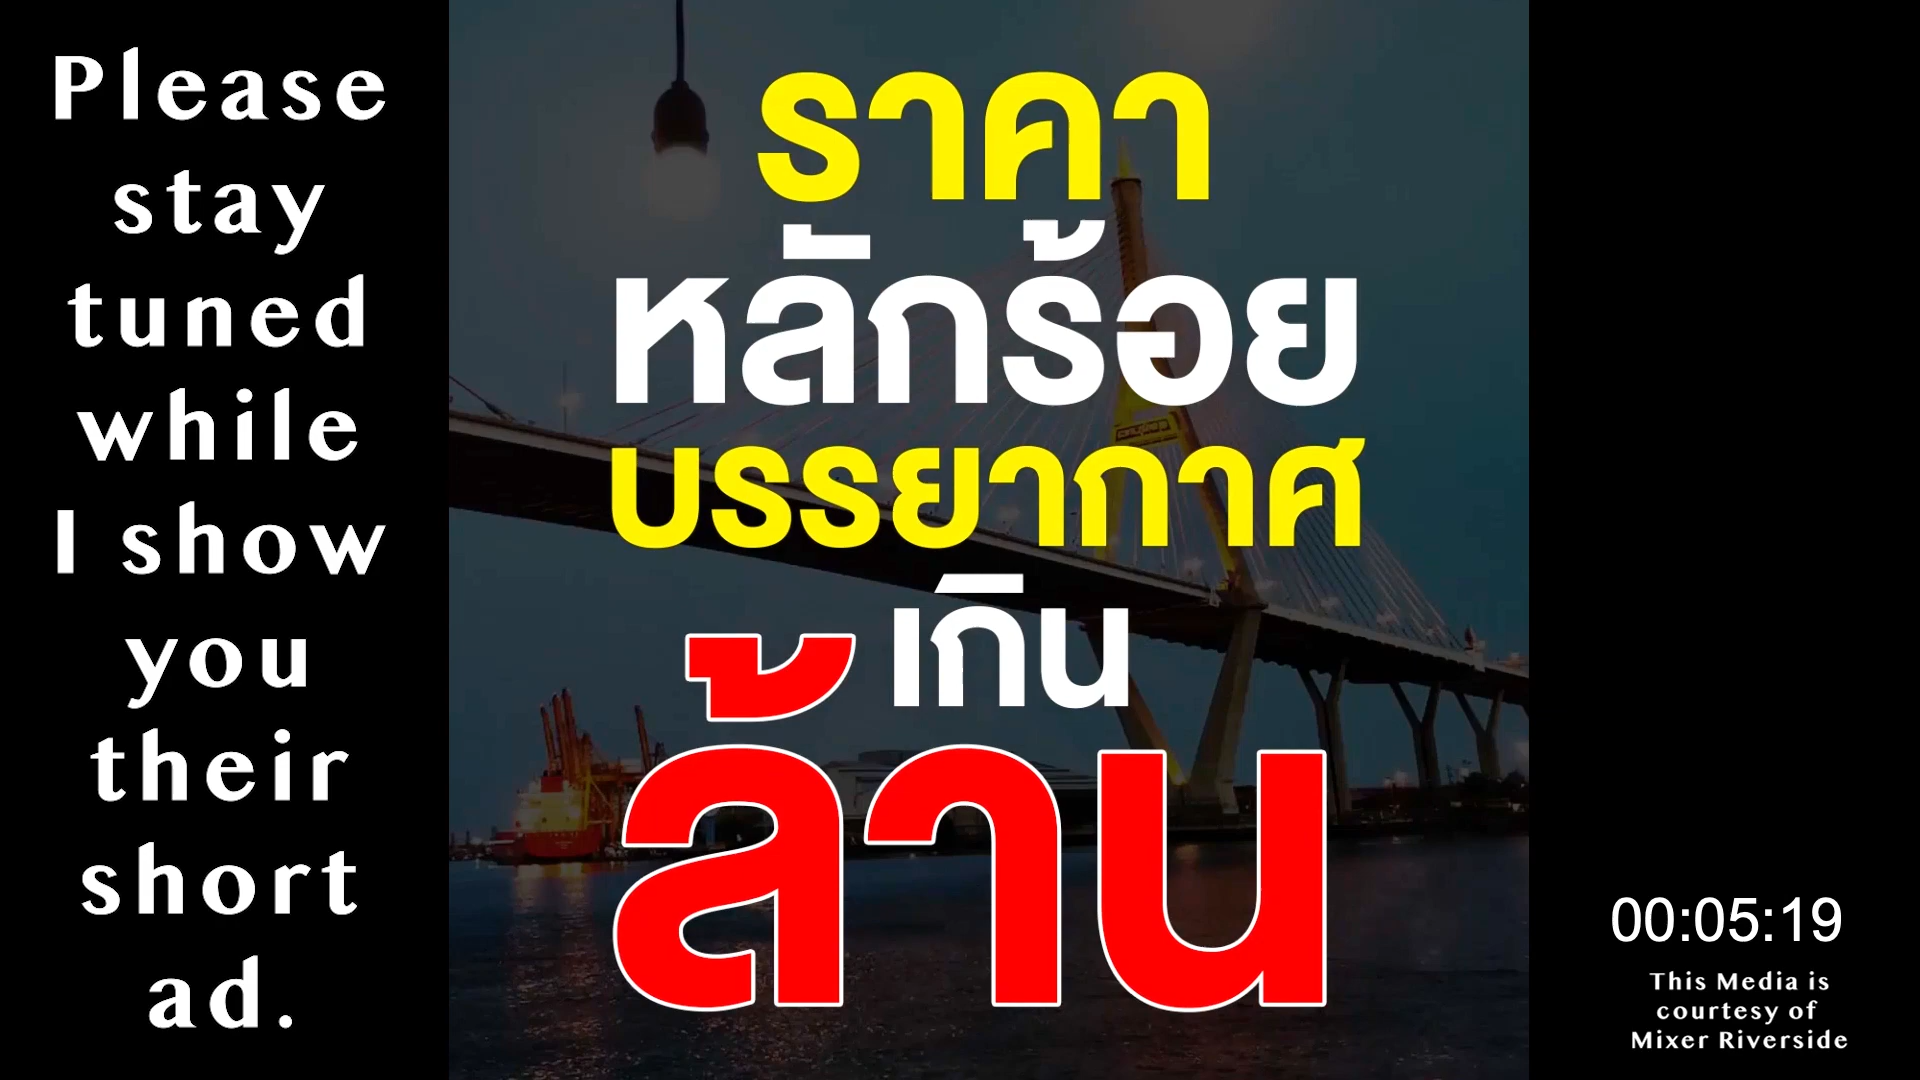 Please
stay
tuned
while
I show
you
their
short
ad.
ราคา
หลักร้อย
บรรยากาศ
เกิน
ล้าน
00:05:19
This Media is
courtesy of
Mixer Riverside